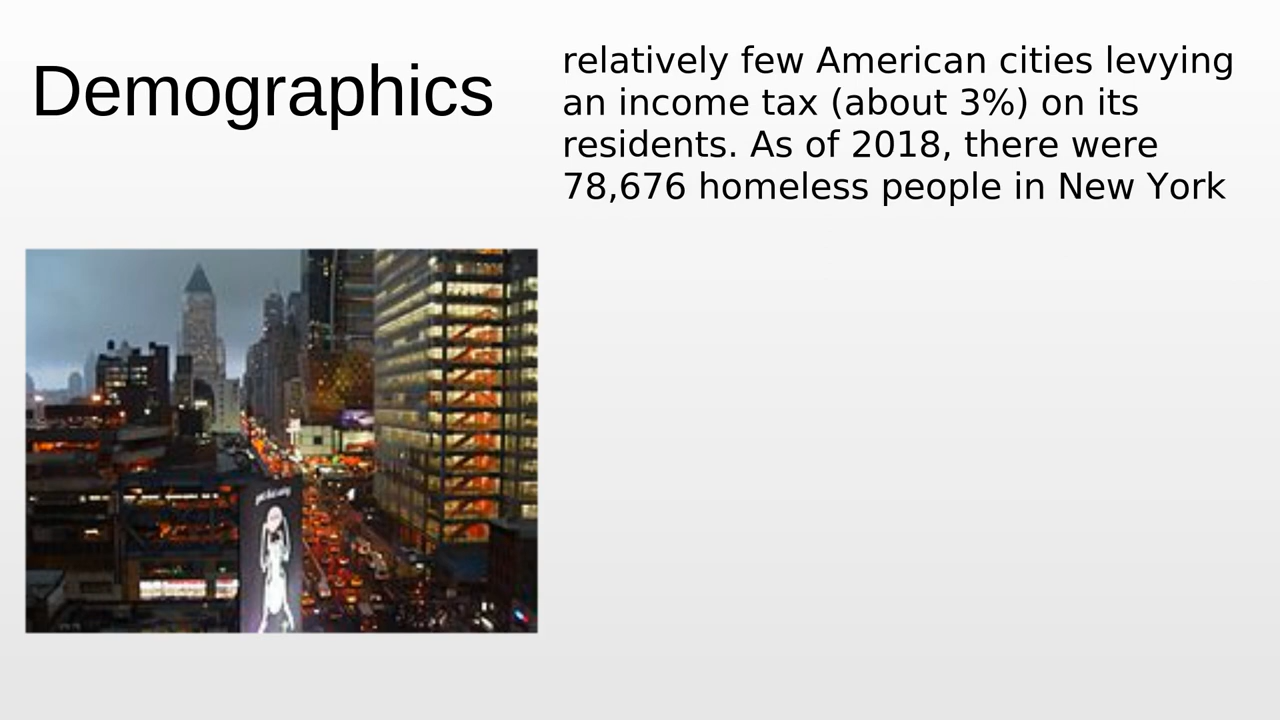 Demographics
relatively few American cities levying
an income tax (about 3%) on its
residents. As of 2018, there were
78,676 homeless people in New York